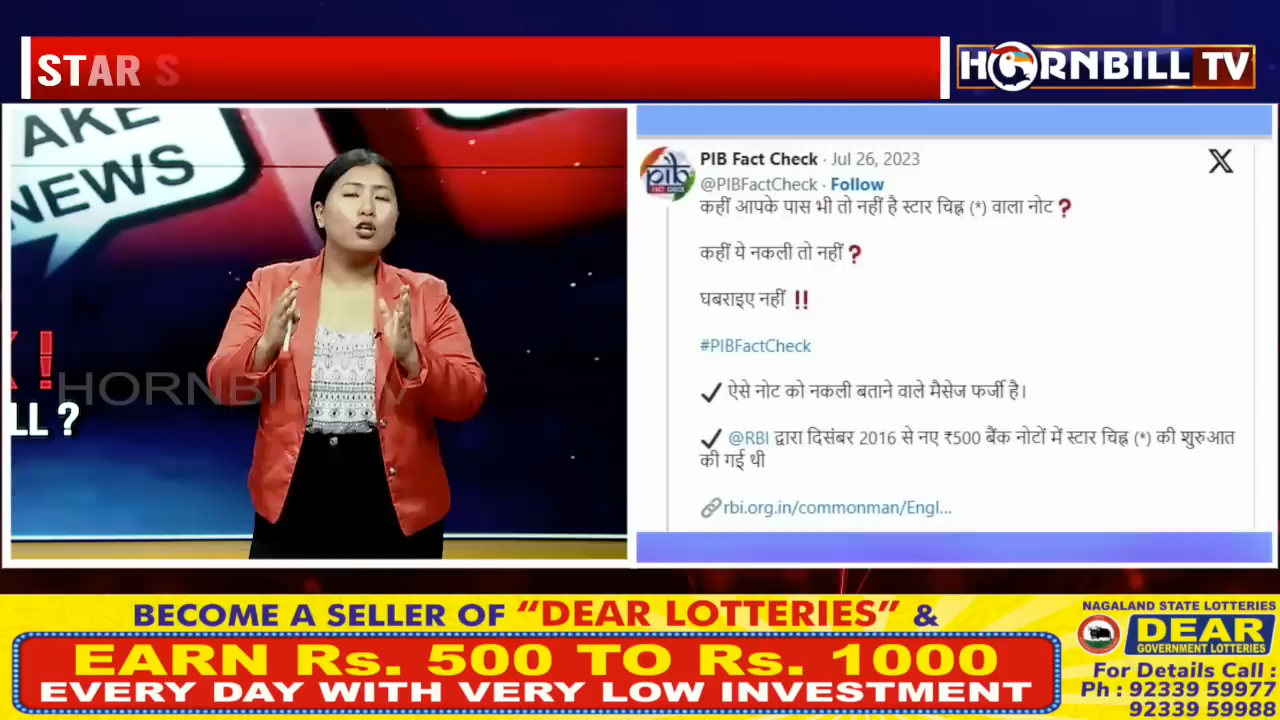 STAR S
HORNBILL TV
AKE
NEWS
!
LL ?
HORNBILL TV
PIB Fact Check · Jul 26, 2023
@PIBFactCheck · Follow
कहीं आपके पास भी तो नहीं है स्टार चिह्न (*) वाला नोट❓
कहीं ये नकली तो नहीं❓
घबराइए नहीं ‼️
#PIBFactCheck
✔️ ऐसे नोट को नकली बताने वाले मैसेज फर्जी है।
✔️ @RBI द्वारा दिसंबर 2016 से नए ₹500 बैंक नोटों में स्टार चिह्न (*) की शुरुआत
की गई थी
rbi.org.in/commonman/Engl...
BECOME A SELLER OF "DEAR LOTTERIES" &
EARN Rs. 500 TO Rs. 1000
EVERY DAY WITH VERY LOW INVESTMENT
NAGALAND STATE LOTTERIES
DEAR
GOVERNMENT LOTTERIES
For Details Call :
Ph : 92339 59977
92339 59988